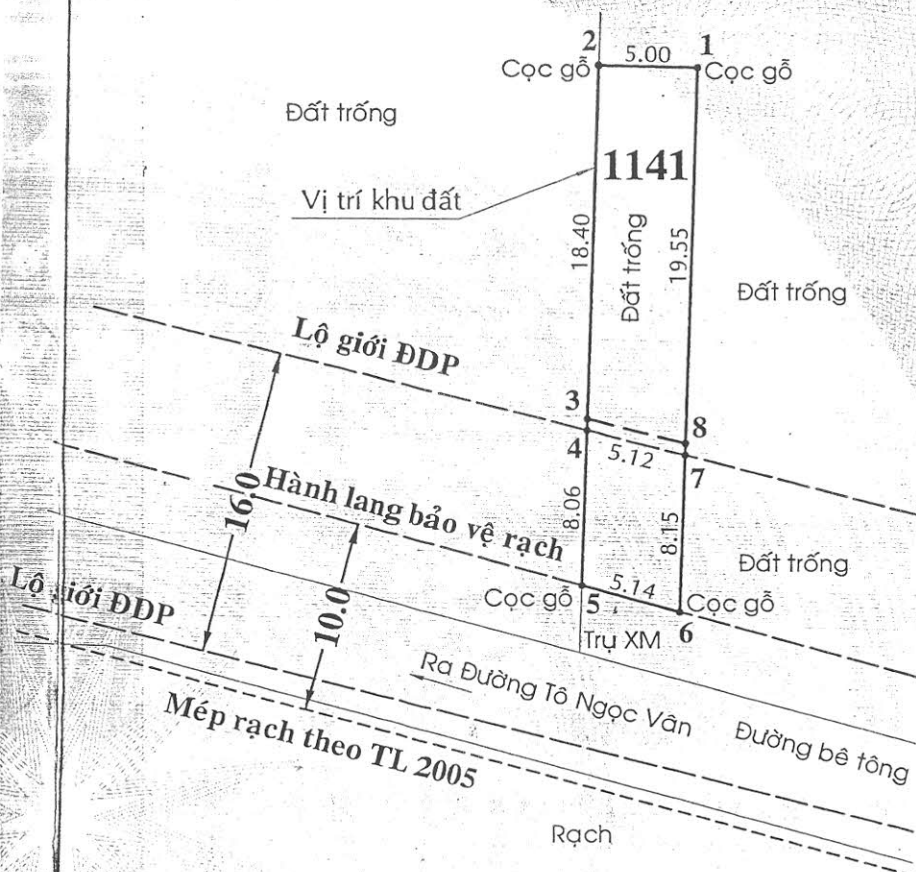 2
5.00
1
Cọc gỗ
Cọc gỗ
Đất trống
1141
Vị trí khu đất
18.40
Đất trống
19.55
Đất trống
Lộ giới ĐDP
3
8
4
5.12
7
16.0
Hành lang bảo vệ rạch
8.06
8.15
Đất trống
Lộ giới ĐDP
10.0
5.14
Cọc gỗ
5
Cọc gỗ
6
Trụ XM
Ra Đường Tô Ngọc Vân
Đường bê tông
Mép rạch theo TL 2005
Rạch